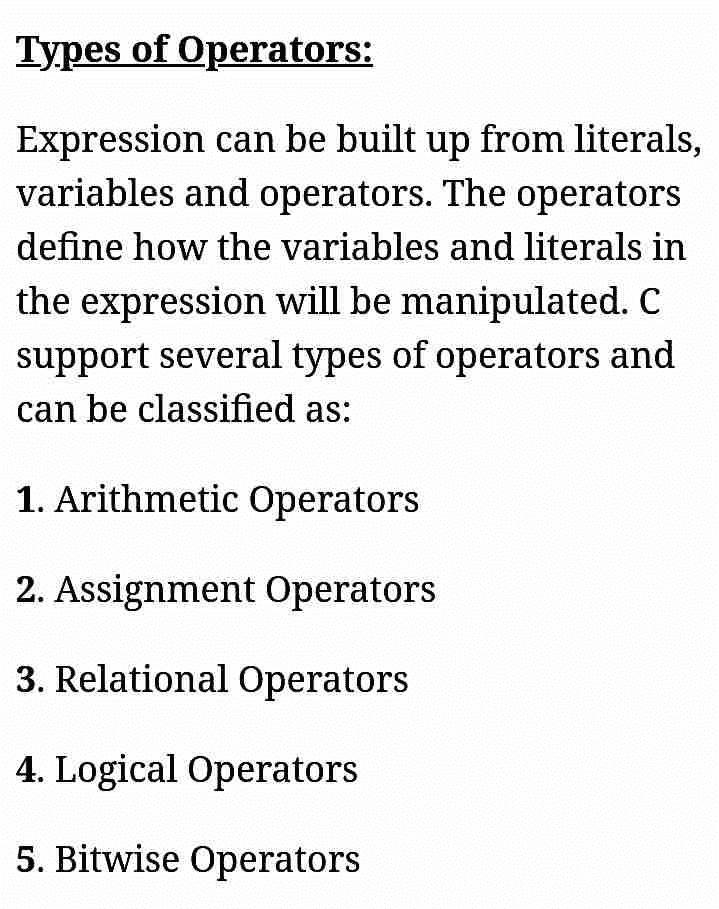 Types of Operators:
Expression can be built up from literals,
variables and operators. The operators
define how the variables and literals in
the expression will be manipulated. C
support several types of operators and
can be classified as:
1. Arithmetic Operators
2. Assignment Operators
3. Relational Operators
4. Logical Operators
5. Bitwise Operators